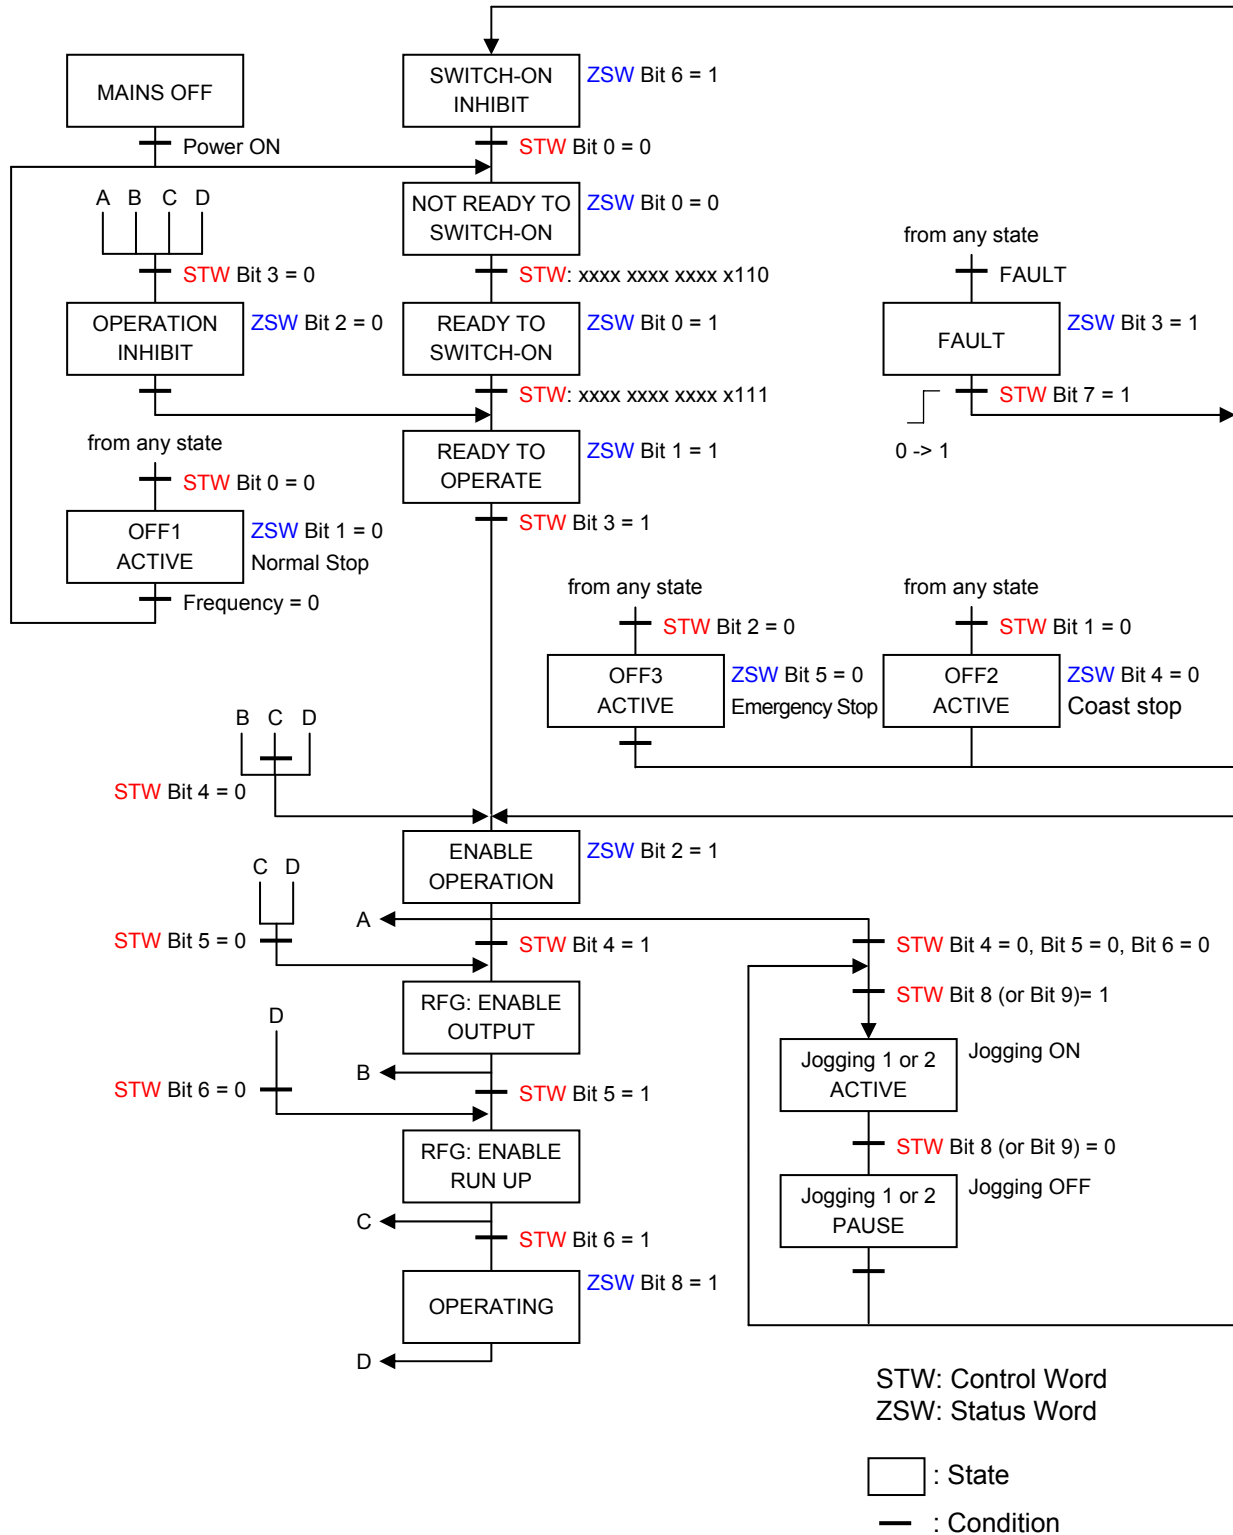 MAINS OFF
Power ON
SWITCH-ON
INHIBIT
ZSW Bit 6 = 1
STW Bit 0 = 0
A B C D
STW Bit 3 = 0
OPERATION
INHIBIT
ZSW Bit 2 = 0
NOT READY TO
SWITCH-ON
ZSW Bit 0 = 0
STW: xxxx xxxx xxxx x110
READY TO
SWITCH-ON
ZSW Bit 0 = 1
STW: xxxx xxxx xxxx x111
from any state
FAULT
FAULT
ZSW Bit 3 = 1
STW Bit 7 = 1
0 -> 1
from any state
STW Bit 0 = 0
OFF1
ACTIVE
ZSW Bit 1 = 0
Normal Stop
Frequency = 0
READY TO
OPERATE
ZSW Bit 1 = 1
STW Bit 3 = 1
from any state
STW Bit 2 = 0
OFF3
ACTIVE
ZSW Bit 5 = 0
Emergency Stop
from any state
STW Bit 1 = 0
OFF2
ACTIVE
ZSW Bit 4 = 0
Coast stop
B C D
STW Bit 4 = 0
ENABLE
OPERATION
ZSW Bit 2 = 1
C D
A
STW Bit 5 = 0
STW Bit 4 = 1
STW Bit 4 = 0, Bit 5 = 0, Bit 6 = 0
STW Bit 8 (or Bit 9)= 1
RFG: ENABLE
OUTPUT
D
B
STW Bit 6 = 0
STW Bit 5 = 1
Jogging 1 or 2
ACTIVE
Jogging ON
STW Bit 8 (or Bit 9) = 0
RFG: ENABLE
RUN UP
Jogging 1 or 2
PAUSE
Jogging OFF
C
STW Bit 6 = 1
OPERATING
ZSW Bit 8 = 1
D
STW: Control Word
ZSW: Status Word
: State
: Condition